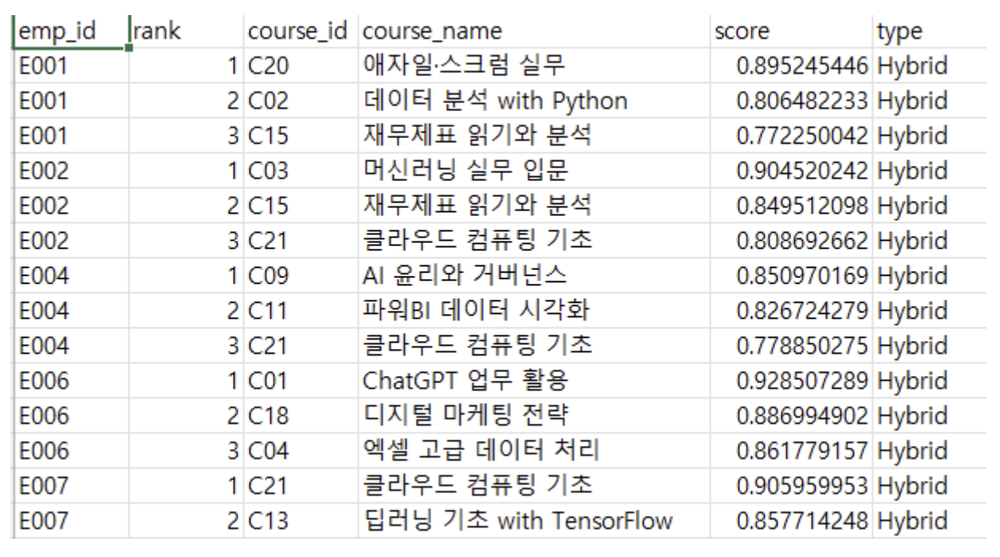 emp_id rank course_id course_name score type
E001 1 C20 애자일·스크럼 실무 0.895245446 Hybrid
E001 2 C02 데이터 분석 with Python 0.806482233 Hybrid
E001 3 C15 재무제표 읽기와 분석 0.772250042 Hybrid
E002 1 C03 머신러닝 실무 입문 0.904520242 Hybrid
E002 2 C15 재무제표 읽기와 분석 0.849512098 Hybrid
E002 3 C21 클라우드 컴퓨팅 기초 0.808692662 Hybrid
E004 1 C09 AI 윤리와 거버넌스 0.850970169 Hybrid
E004 2 C11 파워BI 데이터 시각화 0.826724279 Hybrid
E004 3 C21 클라우드 컴퓨팅 기초 0.778850275 Hybrid
E006 1 C01 ChatGPT 업무 활용 0.928507289 Hybrid
E006 2 C18 디지털 마케팅 전략 0.886994902 Hybrid
E006 3 C04 엑셀 고급 데이터 처리 0.861779157 Hybrid
E007 1 C21 클라우드 컴퓨팅 기초 0.905959953 Hybrid
E007 2 C13 딥러닝 기초 with TensorFlow 0.857714248 Hybrid